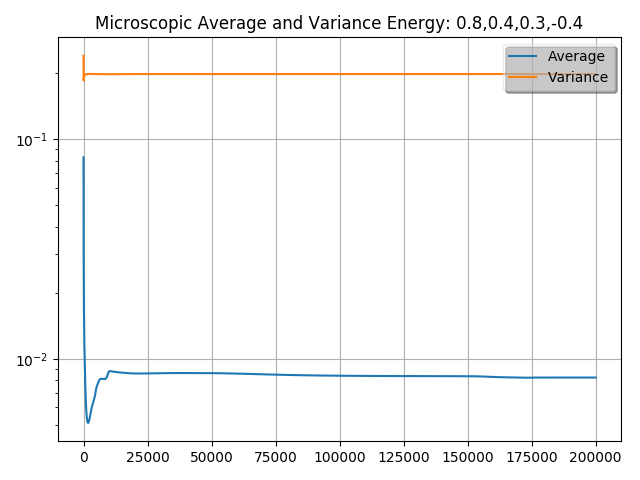 Microscopic Average and Variance Energy: 0.8,0.4,0.3,-0.4
Average
Variance
10⁻¹
10⁻²
0 25000 50000 75000 100000 125000 150000 175000 200000